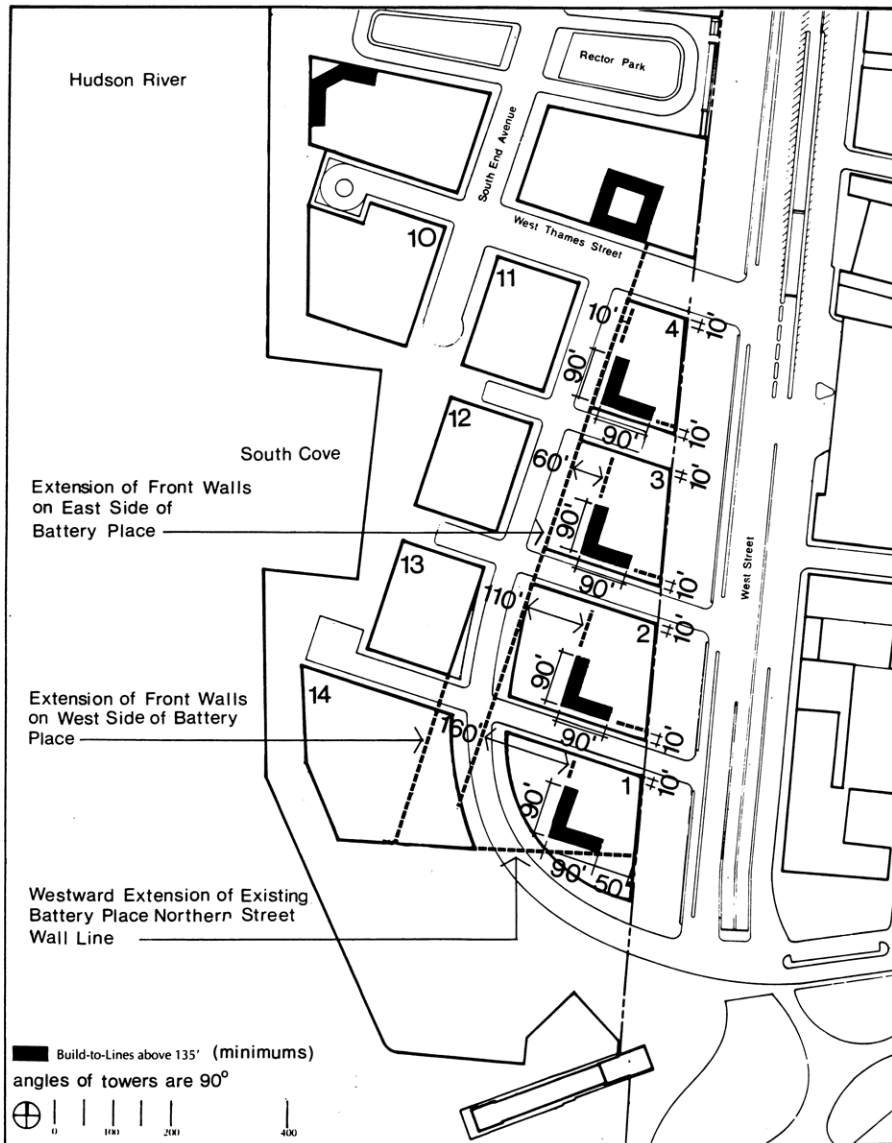 Hudson River
Rector Park
South End Avenue
West Thames Street
10
11
10'
4
10'
90'
90'
10'
12
South Cove
60'
3
10'
Extension of Front Walls
on East Side of
Battery Place
90'
90'
10'
West Street
13
110'
2
10'
90'
90'
10'
14
Extension of Front Walls
on West Side of Battery
Place
160'
1
10'
90'
90'
50'
Westward Extension of Existing
Battery Place Northern Street
Wall Line
Build-to-Lines above 135' (minimums)
angles of towers are 90°
0 100 200 400